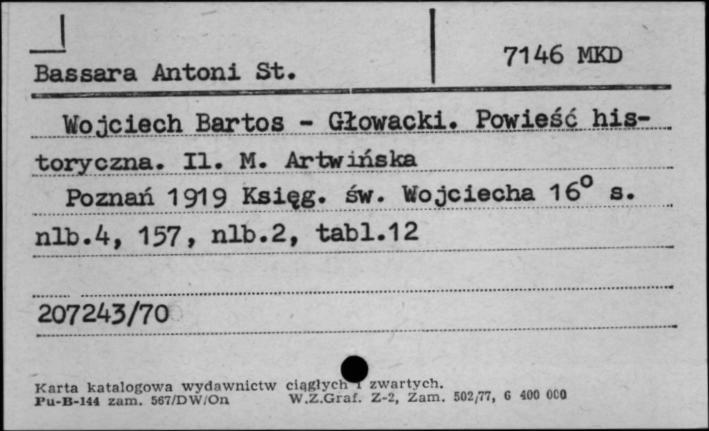 7146 MKD
Bassara Antoni St.
Wojciech Bartos - Głowacki. Powieść his-
toryczna. Il. M. Artwińska
Poznań 1919 Księg. św. Wojciecha 16° s.
nlb.4, 157, nlb.2, tabl.12
207243/70
Karta katalogowa wydawnictw ciągłych i zwartych.
Pu-B-144 zam. 567/DW/On W.Z.Graf. Z-2, Zam. 502/77, 6 400 000